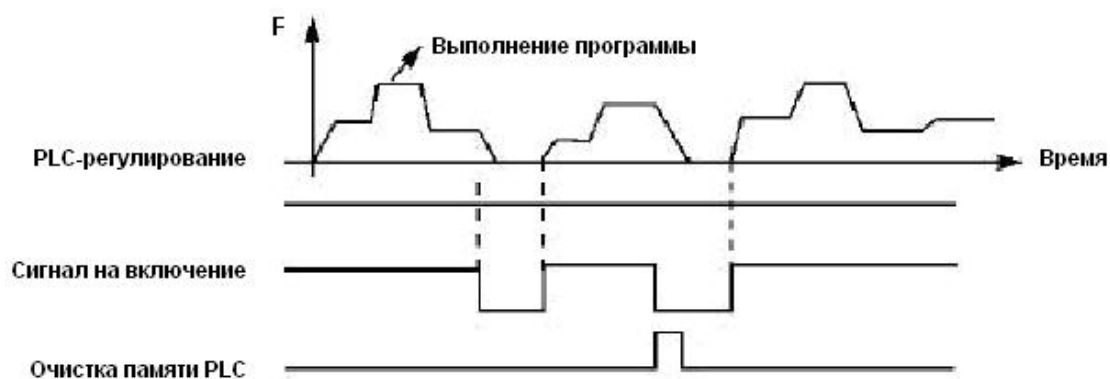 F
Выполнение программы
PLC-регулирование
Время
Сигнал на включение
Очистка памяти PLC